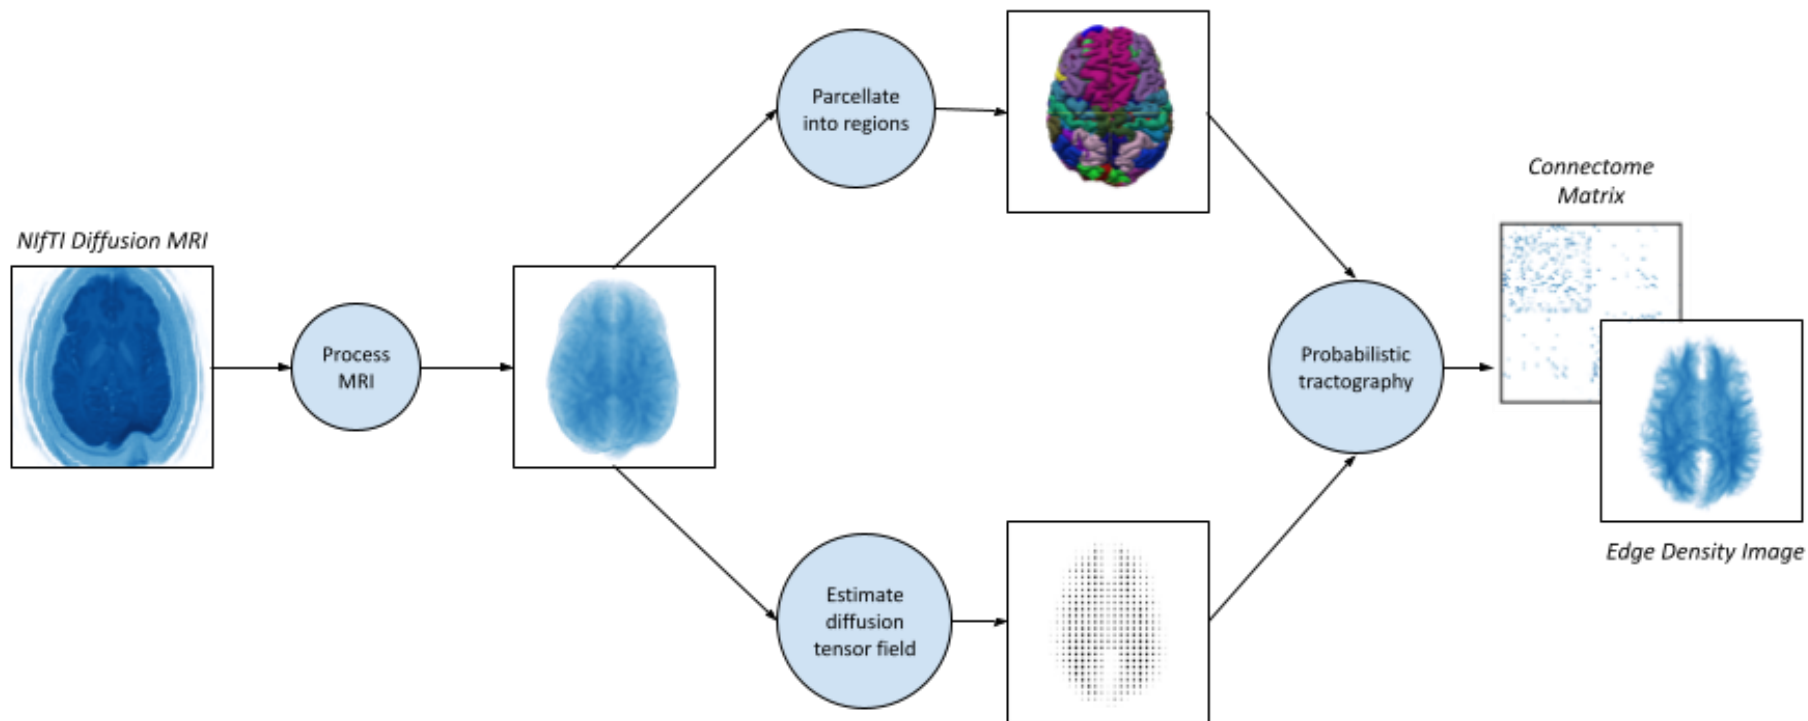 NIfTI Diffusion MRI
Process
MRI
Parcellate
into regions
Estimate
diffusion
tensor field
Probabilistic
tractography
Connectome
Matrix
Edge Density Image